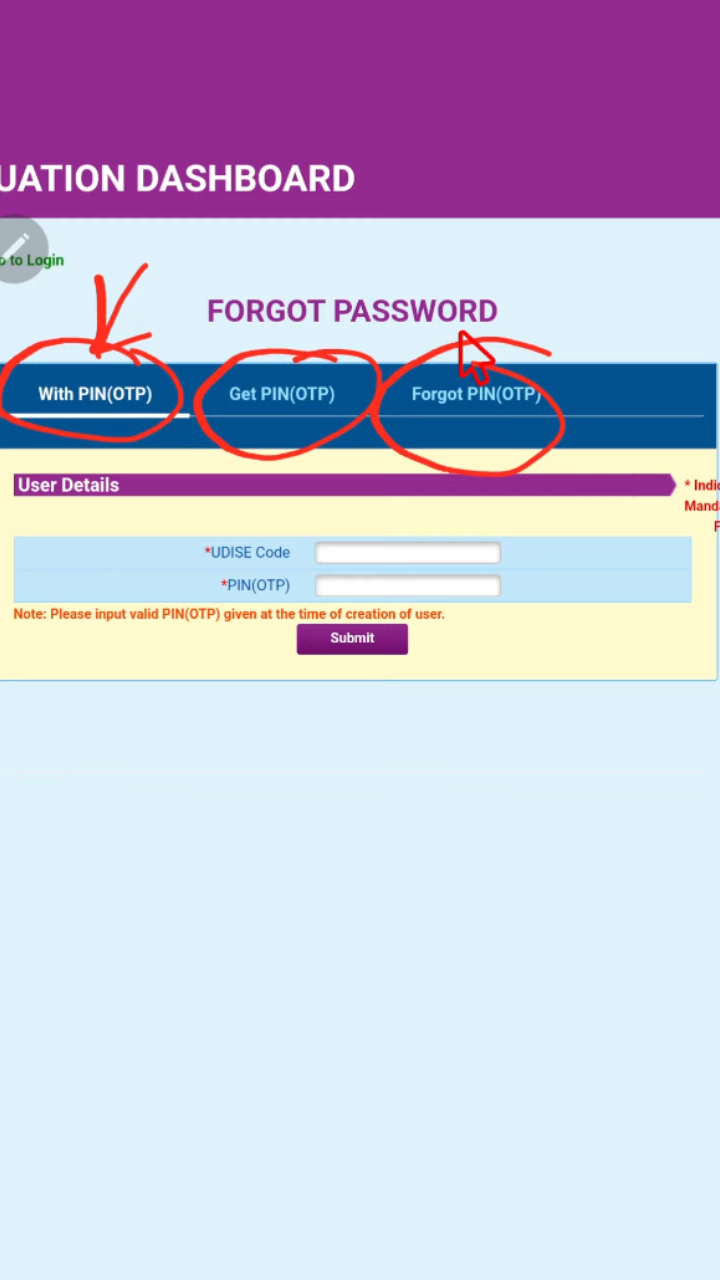 UATION DASHBOARD
to Login
FORGOT PASSWORD
With PIN(OTP) Get PIN(OTP) Forgot PIN(OTP)
User Details
* Indic
Manda
F
*UDISE Code
*PIN(OTP)
Note: Please input valid PIN(OTP) given at the time of creation of user.
Submit